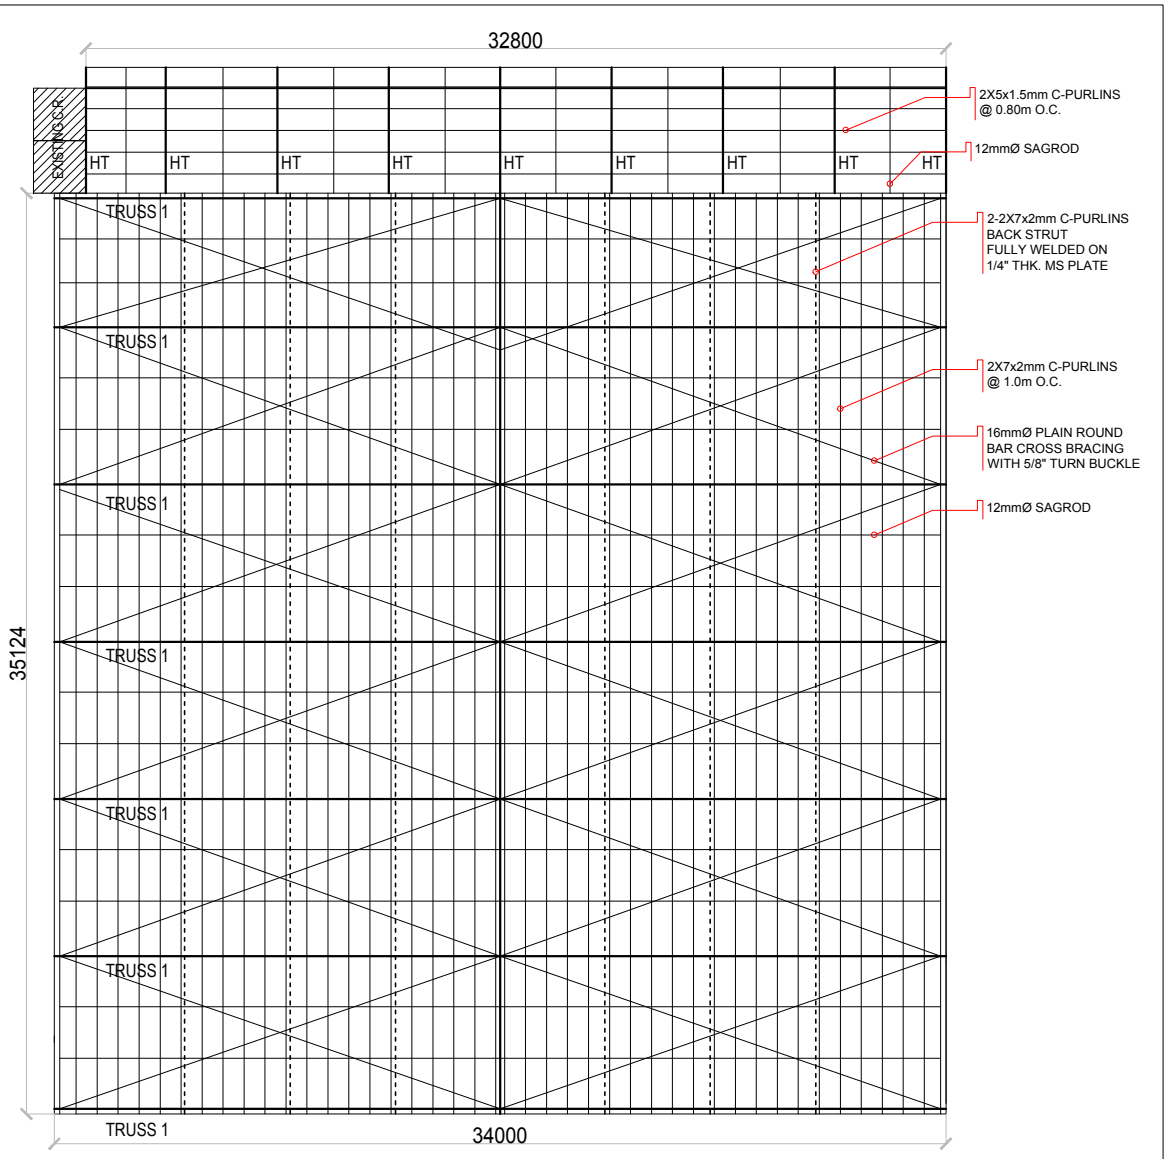 32800
EXISTING C.R.
2X5x1.5mm C-PURLINS
@ 0.80m O.C.
12mmØ SAGROD
HT HT HT HT HT HT HT HT HT
TRUSS 1
2-2X7x2mm C-PURLINS
BACK STRUT
FULLY WELDED ON
1/4" THK. MS PLATE
TRUSS 1
2X7x2mm C-PURLINS
@ 1.0m O.C.
16mmØ PLAIN ROUND
BAR CROSS BRACING
WITH 5/8" TURN BUCKLE
TRUSS 1
12mmØ SAGROD
35124
TRUSS 1
TRUSS 1
TRUSS 1
TRUSS 1
34000